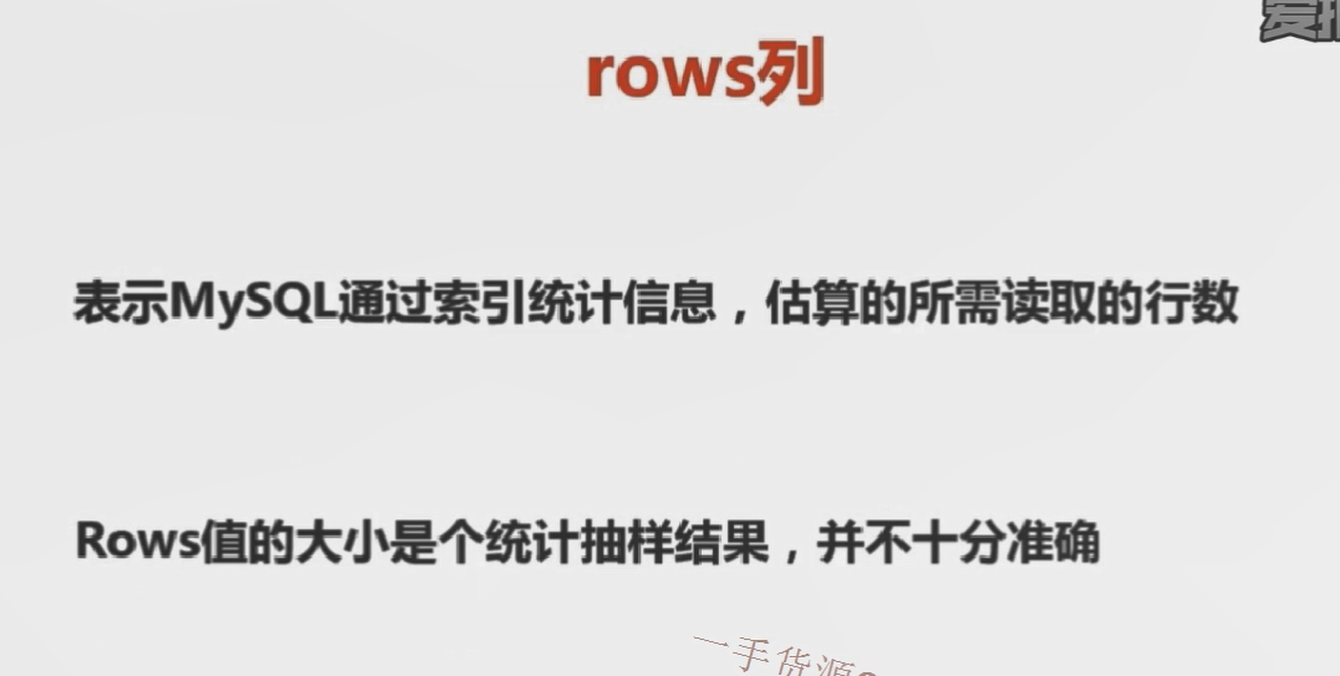 rows列
表示MySQL通过索引统计信息，估算的所需读取的行数
Rows值的大小是个统计抽样结果，并不十分准确
一手货源